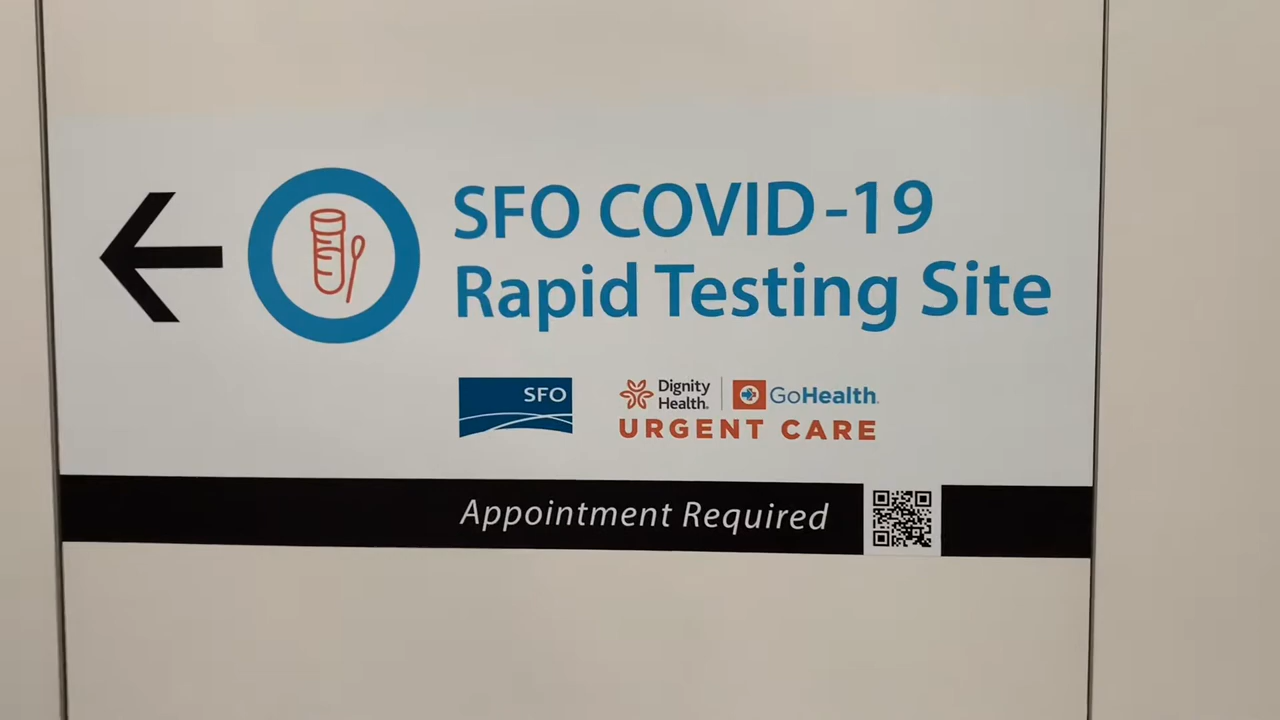 SFO COVID-19
Rapid Testing Site
SFO
Dignity
Health.
GoHealth.
URGENT CARE
Appointment Required